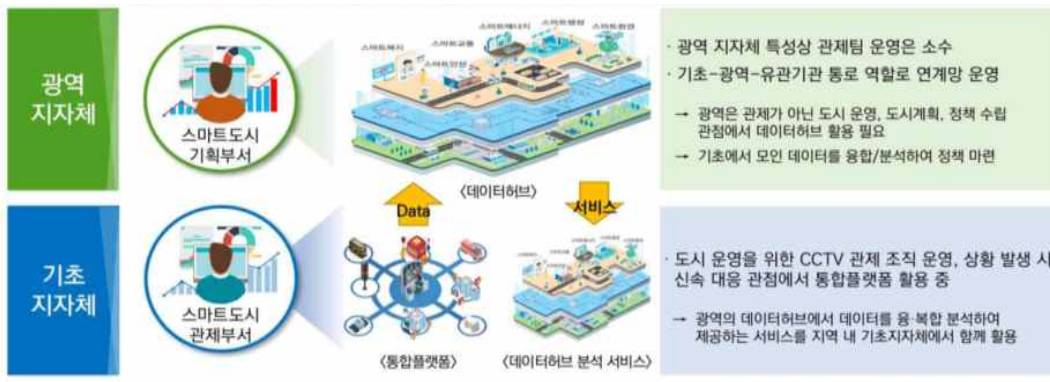 광역
지자체
스마트도시
기획부서
스마트복지
스마트교통
스마트에너지
스마트행정
스마트환경
스마트안전
〈데이터허브〉
· 광역 지자체 특성상 관제팀 운영은 소수
· 기초-광역-유관기관 통로 역할로 연계망 운영
→ 광역은 관제가 아닌 도시 운영, 도시계획, 정책 수립
관점에서 데이터허브 활용 필요
→ 기초에서 모인 데이터를 융합/분석하여 정책 마련
Data
서비스
기초
지자체
스마트도시
관제부서
〈통합플랫폼〉
〈데이터허브 분석 서비스〉
· 도시 운영을 위한 CCTV 관제 조직 운영, 상황 발생 시
신속 대응 관점에서 통합플랫폼 활용 중
→ 광역의 데이터허브에서 데이터를 융·복합 분석하여
제공하는 서비스를 지역 내 기초지자체에서 함께 활용